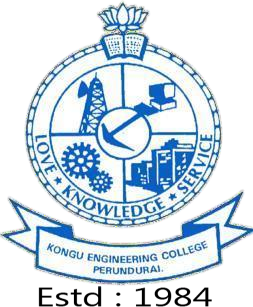 LOVE ★ KNOWLEDGE ★ SERVICE
KONGU ENGINEERING COLLEGE
PERUNDURAI.
Estd : 1984